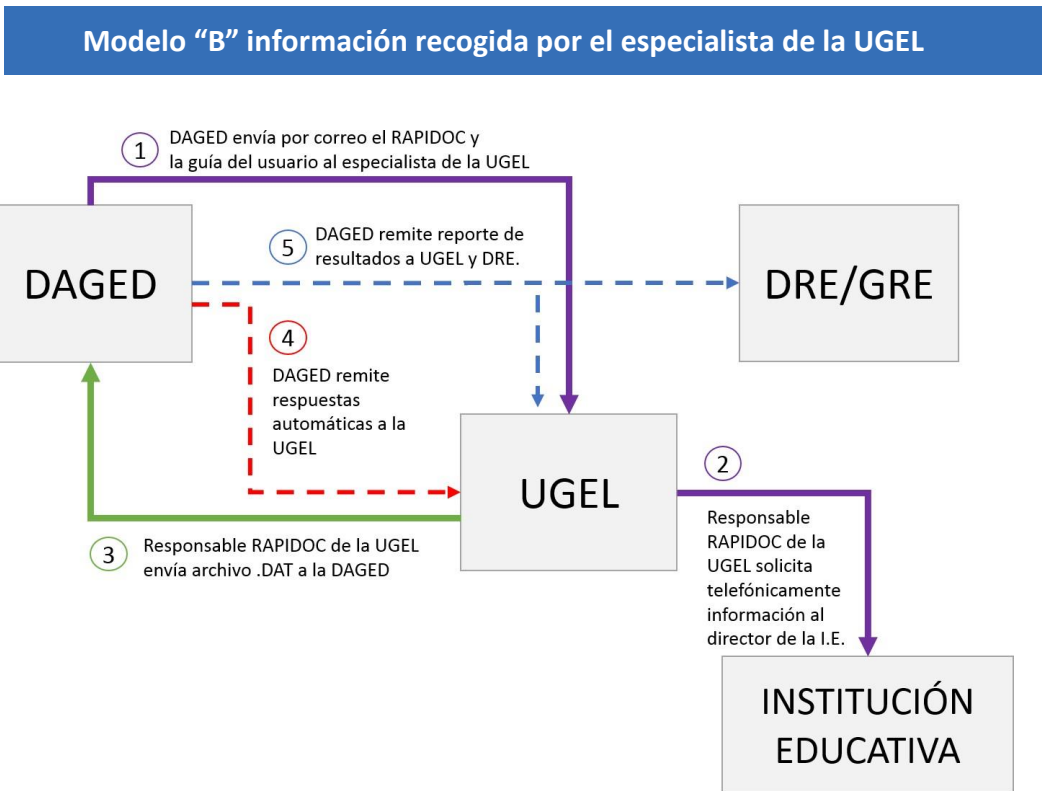 Modelo “B” información recogida por el especialista de la UGEL
1
DAGED envía por correo el RAPIDOC y
la guía del usuario al especialista de la UGEL
5
DAGED remite reporte de
resultados a UGEL y DRE.
DAGED
DRE/GRE
4
DAGED remite
respuestas
automáticas a la
UGEL
UGEL
2
Responsable
RAPIDOC de la
UGEL solicita
telefónicamente
información al
director de la I.E.
3
Responsable RAPIDOC de la UGEL
envía archivo .DAT a la DAGED
INSTITUCIÓN
EDUCATIVA